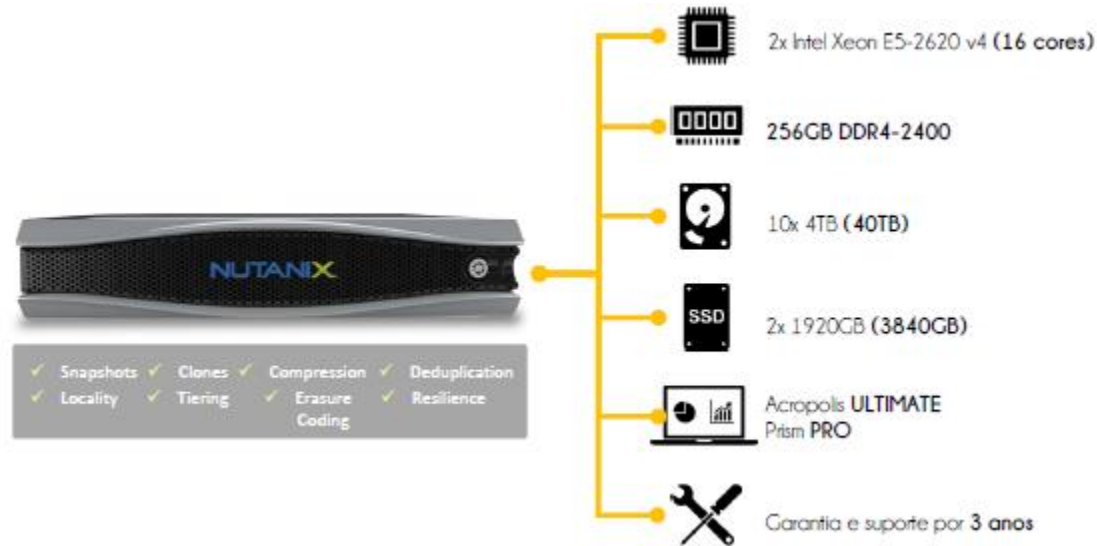 NUTANIX
✓ Snapshots ✓ Clones ✓ Compression ✓ Deduplication
✓ Locality ✓ Tiering ✓ Erasure Coding ✓ Resilience
2x Intel Xeon E5-2620 v4 (16 cores)
256GB DDR4-2400
10x 4TB (40TB)
SSD
2x 1920GB (3840GB)
Acropolis ULTIMATE
Prism PRO
Garantia e suporte por 3 anos